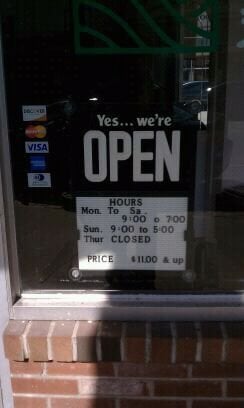 DISCOVER
VISA
Yes... we're
OPEN
HOURS
Mon. To Sa.
9:00 o 7:00
Sun. 9:00 to 5:00
Thur CLOSED
PRICE $11.00 & up